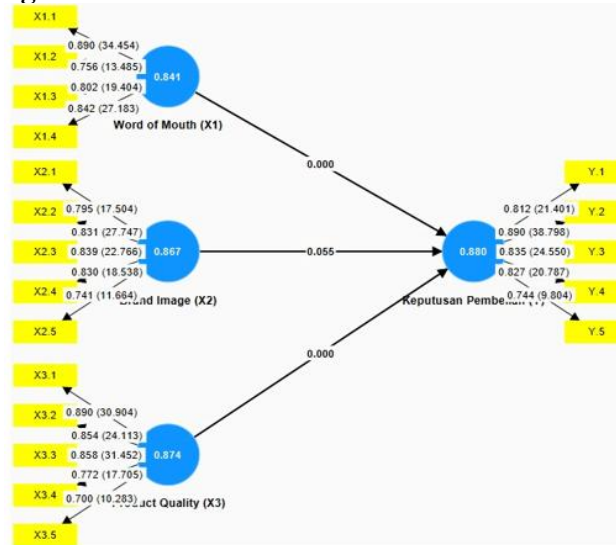 X1.1
X1.2
X1.3
X1.4
0.890 (34.454)
0.756 (13.485)
0.802 (19.404)
0.842 (27.183)
0.841
Word of Mouth (X1)
0.000
X2.1
X2.2
X2.3
X2.4
X2.5
0.795 (17.504)
0.831 (27.747)
0.839 (22.766)
0.830 (18.538)
0.741 (11.664)
0.867
Image (X2)
0.055
X3.1
X3.2
X3.3
X3.4
X3.5
0.890 (30.904)
0.854 (24.113)
0.858 (31.452)
0.772 (17.705)
0.700 (10.283)
0.874
Quality (X3)
0.000
0.880
Keputusan
Y.1
Y.2
Y.3
Y.4
Y.5
0.812 (21.401)
0.890 (38.798)
0.835 (24.550)
0.827 (20.787)
0.744 (9.804)